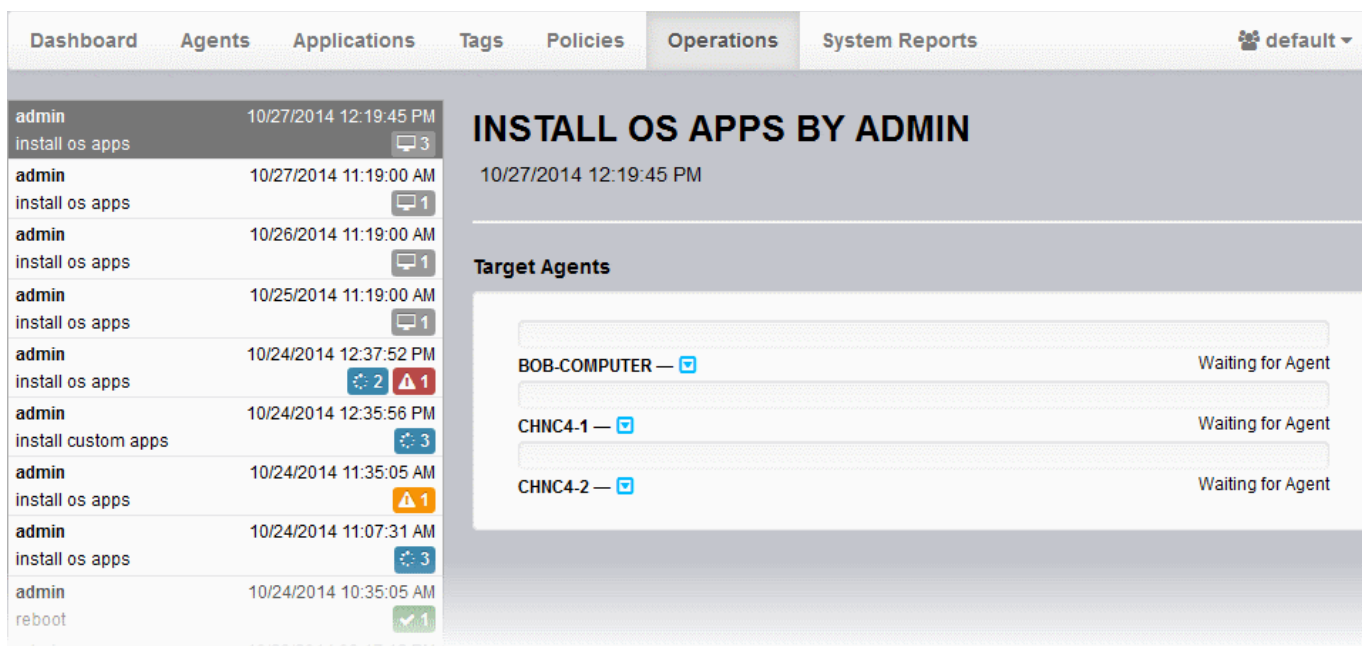 Dashboard Agents Applications Tags Policies Operations System Reports default
admin 10/27/2014 12:19:45 PM
install os apps 3
admin 10/27/2014 11:19:00 AM
install os apps 1
admin 10/26/2014 11:19:00 AM
install os apps 1
admin 10/25/2014 11:19:00 AM
install os apps 1
admin 10/24/2014 12:37:52 PM
install os apps 2 1
admin 10/24/2014 12:35:56 PM
install custom apps 3
admin 10/24/2014 11:35:05 AM
install os apps 1
admin 10/24/2014 11:07:31 AM
install os apps 3
admin 10/24/2014 10:35:05 AM
reboot 1
INSTALL OS APPS BY ADMIN
10/27/2014 12:19:45 PM
Target Agents
BOB-COMPUTER — Waiting for Agent
CHNC4-1 — Waiting for Agent
CHNC4-2 — Waiting for Agent